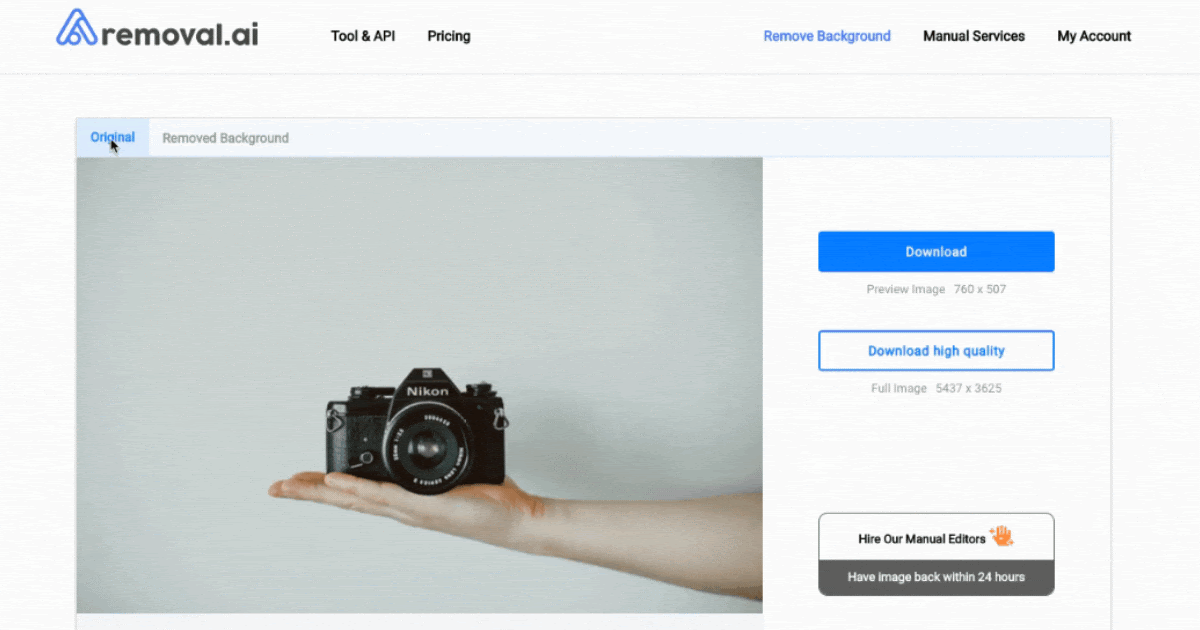 removal.ai
Tool & API
Pricing
Remove Background
Manual Services
My Account
Original
Removed Background
Download
Preview Image 760 x 507
Download high quality
Full Image 5437 x 3625
Nikon
Hire Our Manual Editors
Have image back within 24 hours